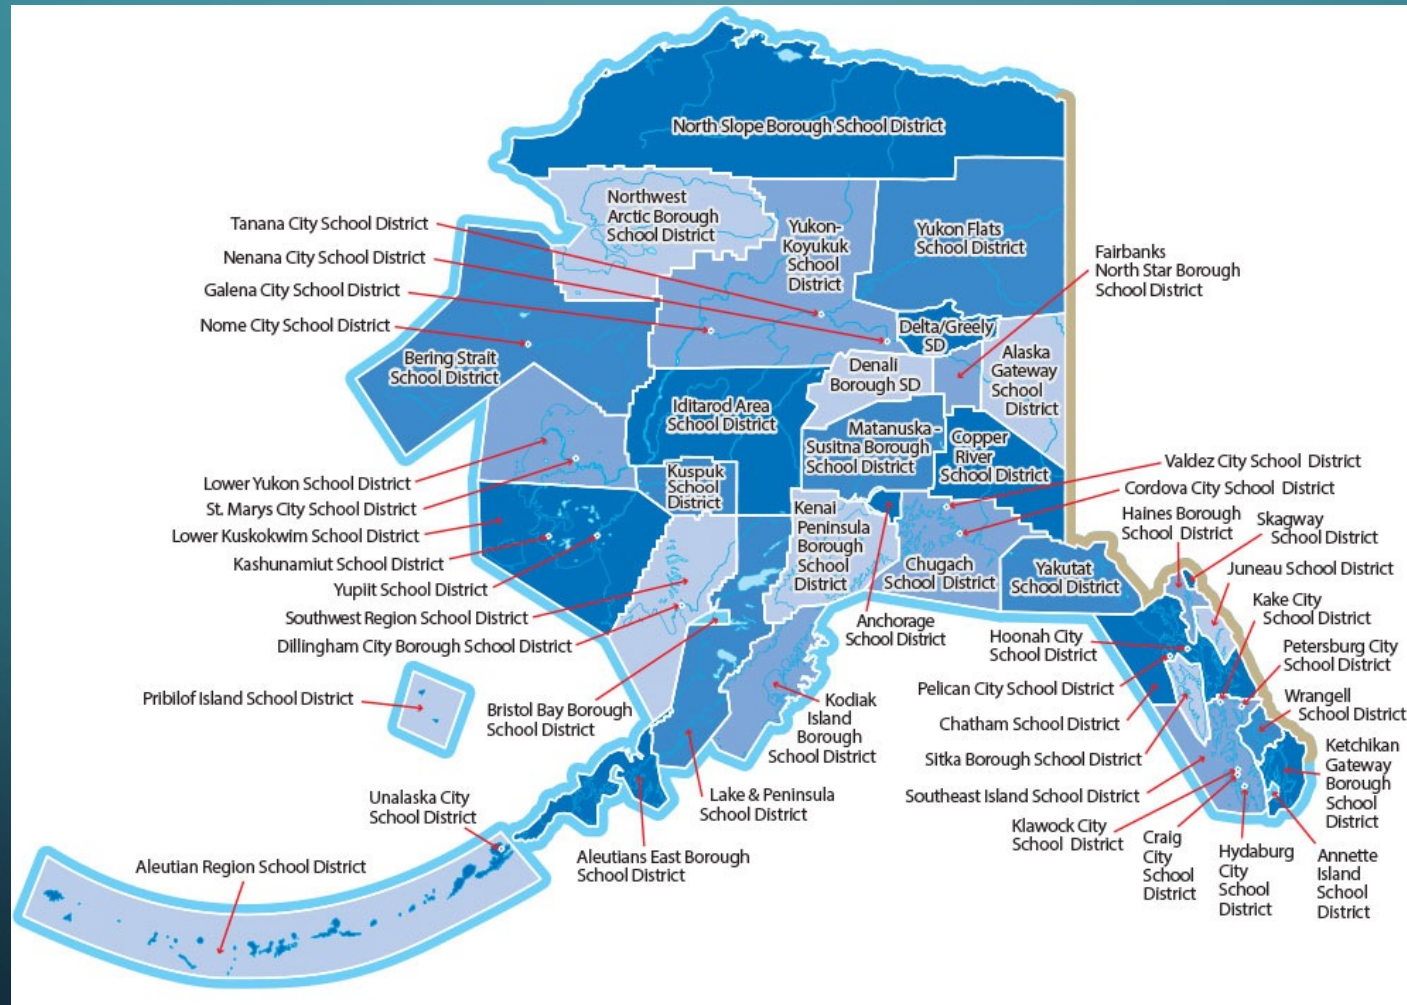 North Slope Borough School District
Northwest
Arctic Borough
School District
Yukon-
Koyukuk
School
District
Yukon Flats
School District
Fairbanks
North Star Borough
School District
Tanana City School District
Nenana City School District
Galena City School District
Nome City School District
Bering Strait
School District
Delta/Greely
SD
Denali
Borough SD
Alaska
Gateway
School
District
Iditarod Area
School District
Matanuska -
Susitna Borough
School District
Copper
River
School District
Kuspuk
School
District
Kenai
Peninsula
Borough
School
District
Lower Yukon School District
St. Marys City School District
Lower Kuskokwim School District
Kashunamiut School District
Yupiit School District
Southwest Region School District
Dillingham City Borough School District
Chugach
School District
Yakutat
School District
Valdez City School District
Cordova City School District
Haines Borough
School District
Skagway
School District
Juneau School District
Kake City
School District
Petersburg City
School District
Wrangell
School District
Ketchikan
Gateway
Borough
School
District
Anchorage
School District
Hoonah City
School District
Pelican City School District
Chatham School District
Sitka Borough School District
Southeast Island School District
Klawock City
School District
Craig
City
School
District
Hydaburg
City
School
District
Annette
Island
School
District
Pribilof Island School District
Bristol Bay Borough
School District
Kodiak
Island
Borough
School District
Lake & Peninsula
School District
Aleutians East Borough
School District
Unalaska City
School District
Aleutian Region School District